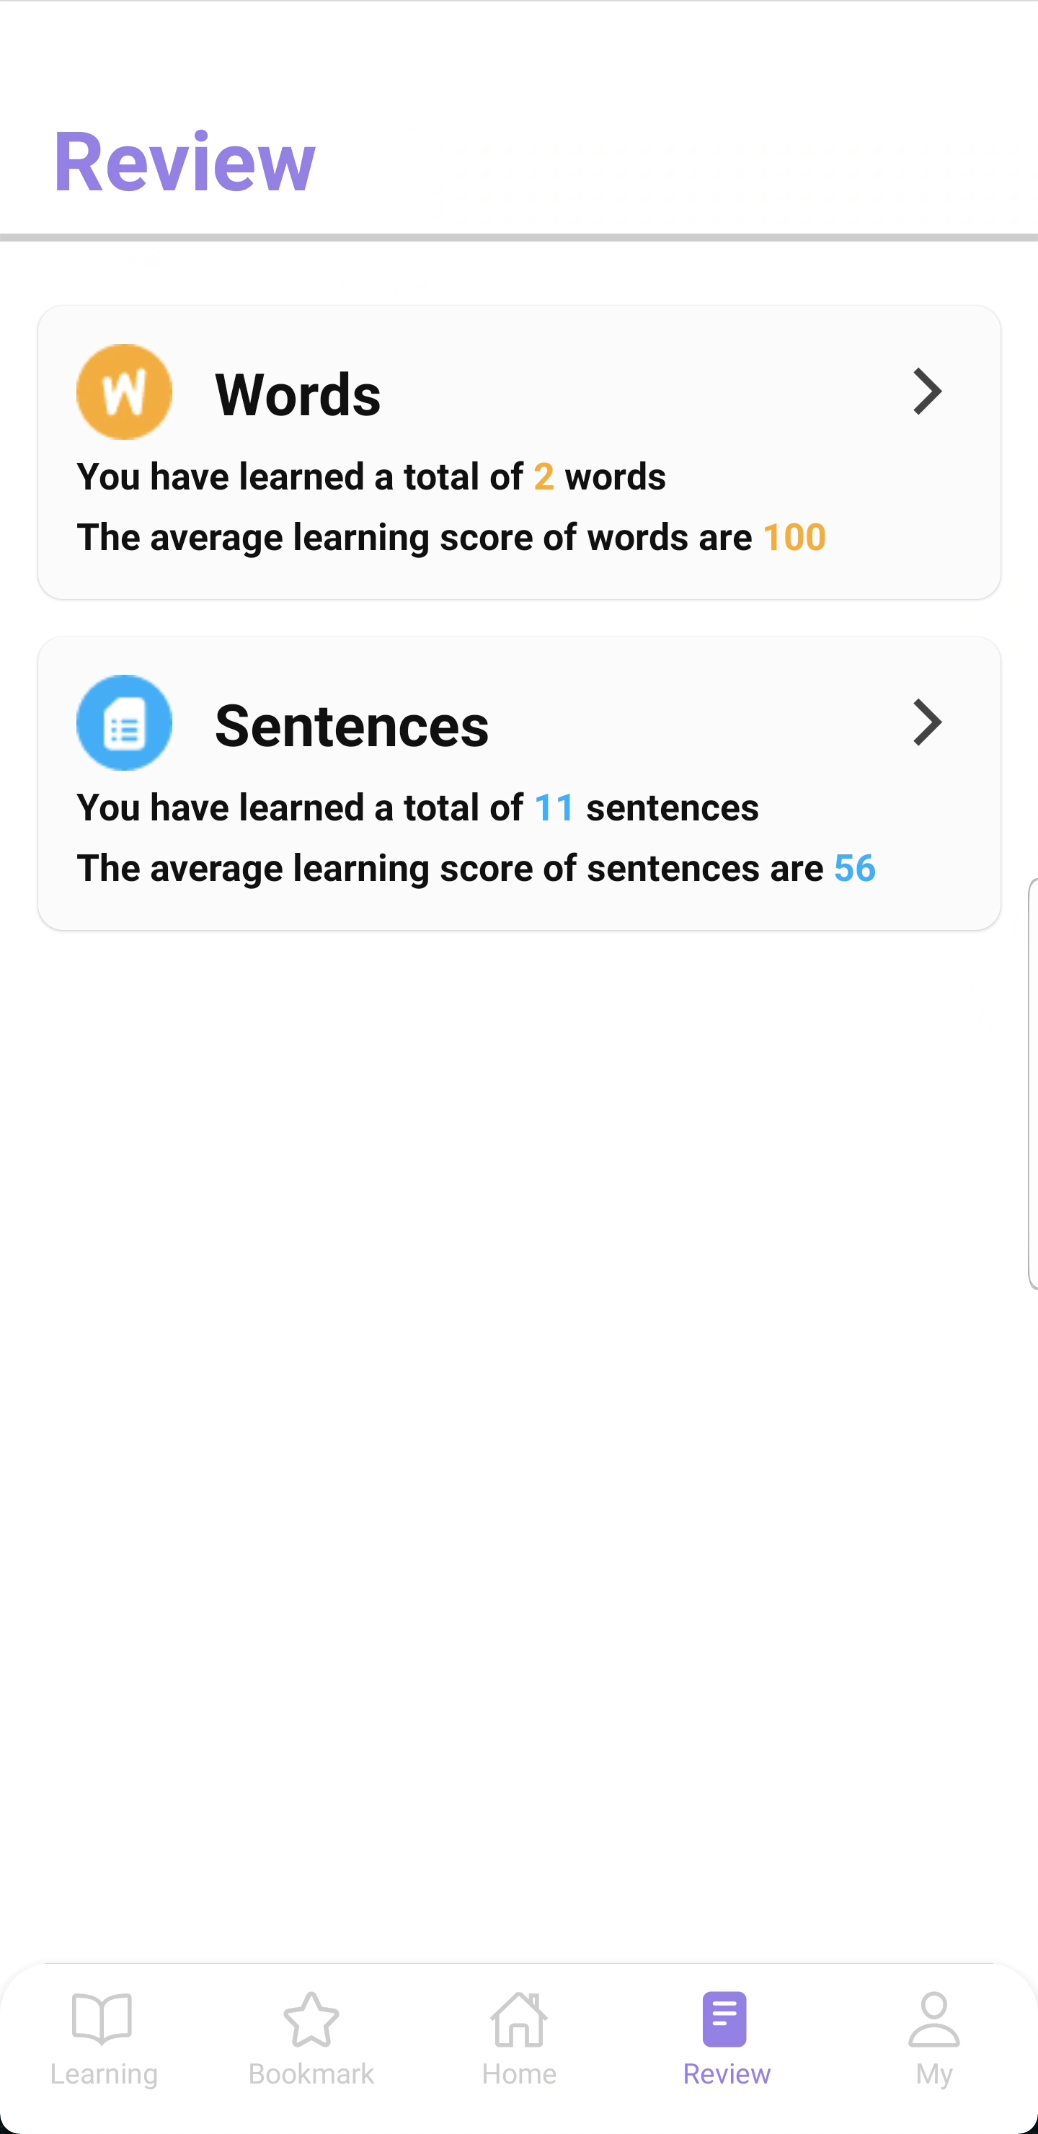 Review
W
Words
You have learned a total of 2 words
The average learning score of words are 100
Sentences
You have learned a total of 11 sentences
The average learning score of sentences are 56
Learning
Bookmark
Home
Review
My